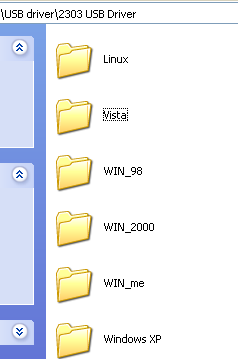 \USB driver\2303 USB Driver
Linux
Vista
WIN_98
WIN_2000
WIN_me
Windows XP